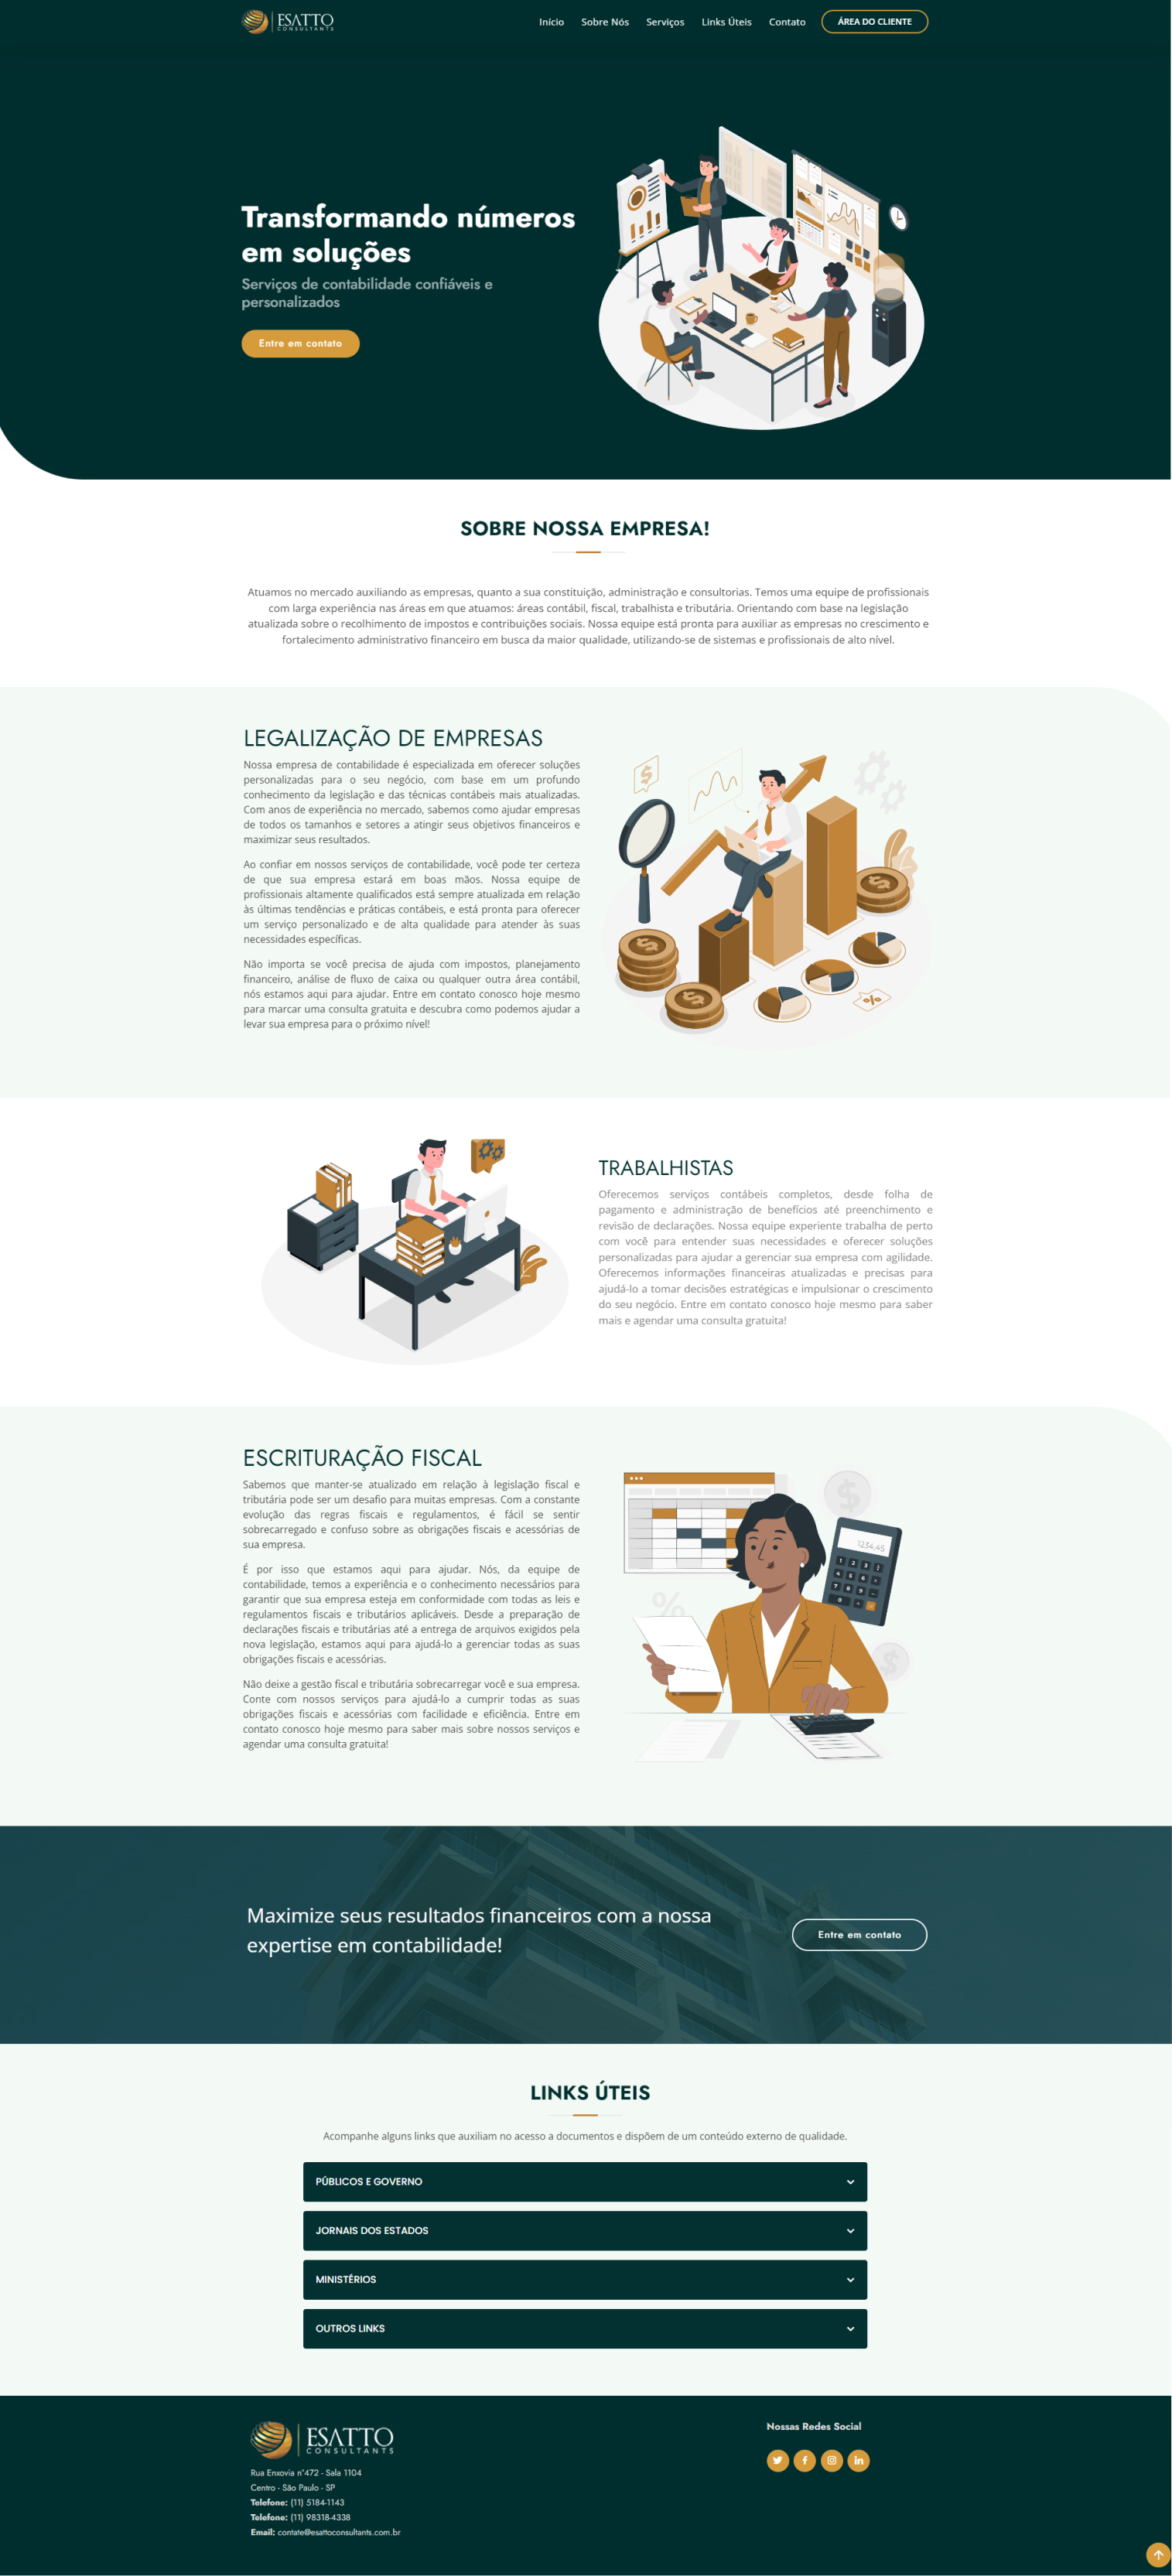 ESATTO
CONSULTANTS
Início Sobre Nós Serviços Links Úteis Contato ÁREA DO CLIENTE
Transformando números
em soluções
Serviços de contabilidade confiáveis e
personalizados
Entre em contato
SOBRE NOSSA EMPRESA!
Atuamos no mercado auxiliando as empresas, quanto a sua constituição, administração e consultorias. Temos uma equipe de profissionais
com larga experiência nas áreas em que atuamos: áreas contábil, fiscal, trabalhista e tributária. Orientando com base na legislação
atualizada sobre o recolhimento de impostos e contribuições sociais. Nossa equipe está pronta para auxiliar as empresas no crescimento e
fortalecimento administrativo financeiro em busca da maior qualidade, utilizando-se de sistemas e profissionais de alto nível.
LEGALIZAÇÃO DE EMPRESAS
Nossa empresa de contabilidade é especializada em oferecer soluções
personalizadas para o seu negócio, com base em um profundo
conhecimento da legislação e das técnicas contábeis mais atualizadas.
Com anos de experiência no mercado, sabemos como ajudar empresas
de todos os tamanhos e setores a atingir seus objetivos financeiros e
maximizar seus resultados.
Ao confiar em nossos serviços de contabilidade, você pode ter certeza
de que sua empresa estará em boas mãos. Nossa equipe de
profissionais altamente qualificados está sempre atualizada em relação
às últimas tendências e práticas contábeis, e está pronta para oferecer
um serviço personalizado e de alta qualidade para atender às suas
necessidades específicas.
Não importa se você precisa de ajuda com impostos, planejamento
financeiro, análise de fluxo de caixa ou qualquer outra área contábil,
nós estamos aqui para ajudar. Entre em contato conosco hoje mesmo
para marcar uma consulta gratuita e descubra como podemos ajudar a
levar sua empresa para o próximo nível!
$
$
$
$
%
TRABALHISTAS
Oferecemos serviços contábeis completos, desde folha de
pagamento e administração de benefícios até preenchimento e
revisão de declarações. Nossa equipe experiente trabalha de perto
com você para entender suas necessidades e oferecer soluções
personalizadas para ajudar a gerenciar sua empresa com agilidade.
Oferecemos informações financeiras atualizadas e precisas para
ajudá-lo a tomar decisões estratégicas e impulsionar o crescimento
do seu negócio. Entre em contato conosco hoje mesmo para saber
mais e agendar uma consulta gratuita!
ESCRITURAÇÃO FISCAL
Sabemos que manter-se atualizado em relação à legislação fiscal e
tributária pode ser um desafio para muitas empresas. Com a constante
evolução das regras fiscais e regulamentos, é fácil se sentir
sobrecarregado e confuso sobre as obrigações fiscais e acessórias de
sua empresa.
É por isso que estamos aqui para ajudar. Nós, da equipe de
contabilidade, temos a experiência e o conhecimento necessários para
garantir que sua empresa esteja em conformidade com todas as leis e
regulamentos fiscais e tributários aplicáveis. Desde a preparação de
declarações fiscais e tributárias até a entrega de arquivos exigidos pela
nova legislação, estamos aqui para ajudá-lo a gerenciar todas as suas
obrigações fiscais e acessórias.
Não deixe a gestão fiscal e tributária sobrecarregar você e sua empresa.
Conte com nossos serviços para ajudá-lo a cumprir todas as suas
obrigações fiscais e acessórias com facilidade e eficiência. Entre em
contato conosco hoje mesmo para saber mais sobre nossos serviços e
agendar uma consulta gratuita!
$
%
$
Maximize seus resultados financeiros com a nossa
expertise em contabilidade!
Entre em contato
LINKS ÚTEIS
Acompanhe alguns links que auxiliam no acesso a documentos e dispõem de um conteúdo externo de qualidade.
PÚBLICOS E GOVERNO
JORNAIS DOS ESTADOS
MINISTÉRIOS
OUTROS LINKS
ESATTO
CONSULTANTS
Rua Enxovia n°472 - Sala 1104
Centro - São Paulo - SP
Telefone: (11) 5184-1143
Telefone: (11) 98318-4338
Email: contate@esattoconsultants.com.br
Nossas Redes Social